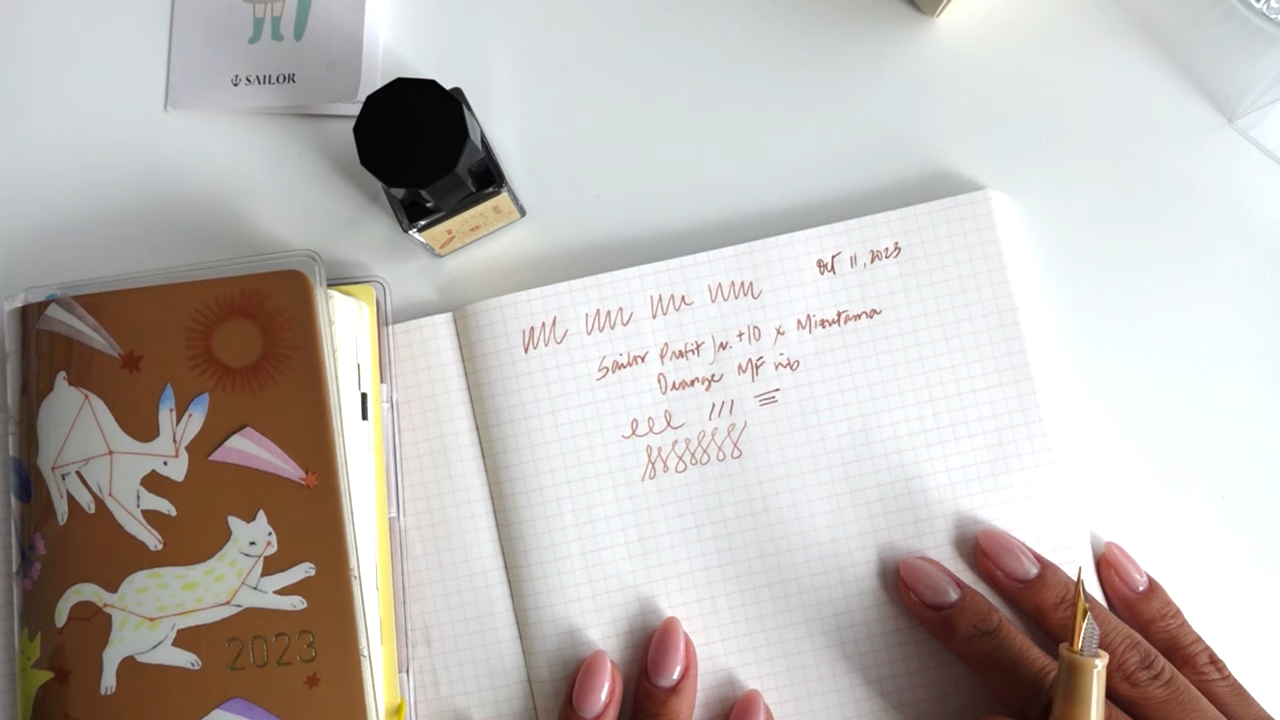 SAILOR
Oct 11, 2023
Sailor Profit Jr. +10 x Mizutama
Orange MF nib
2023